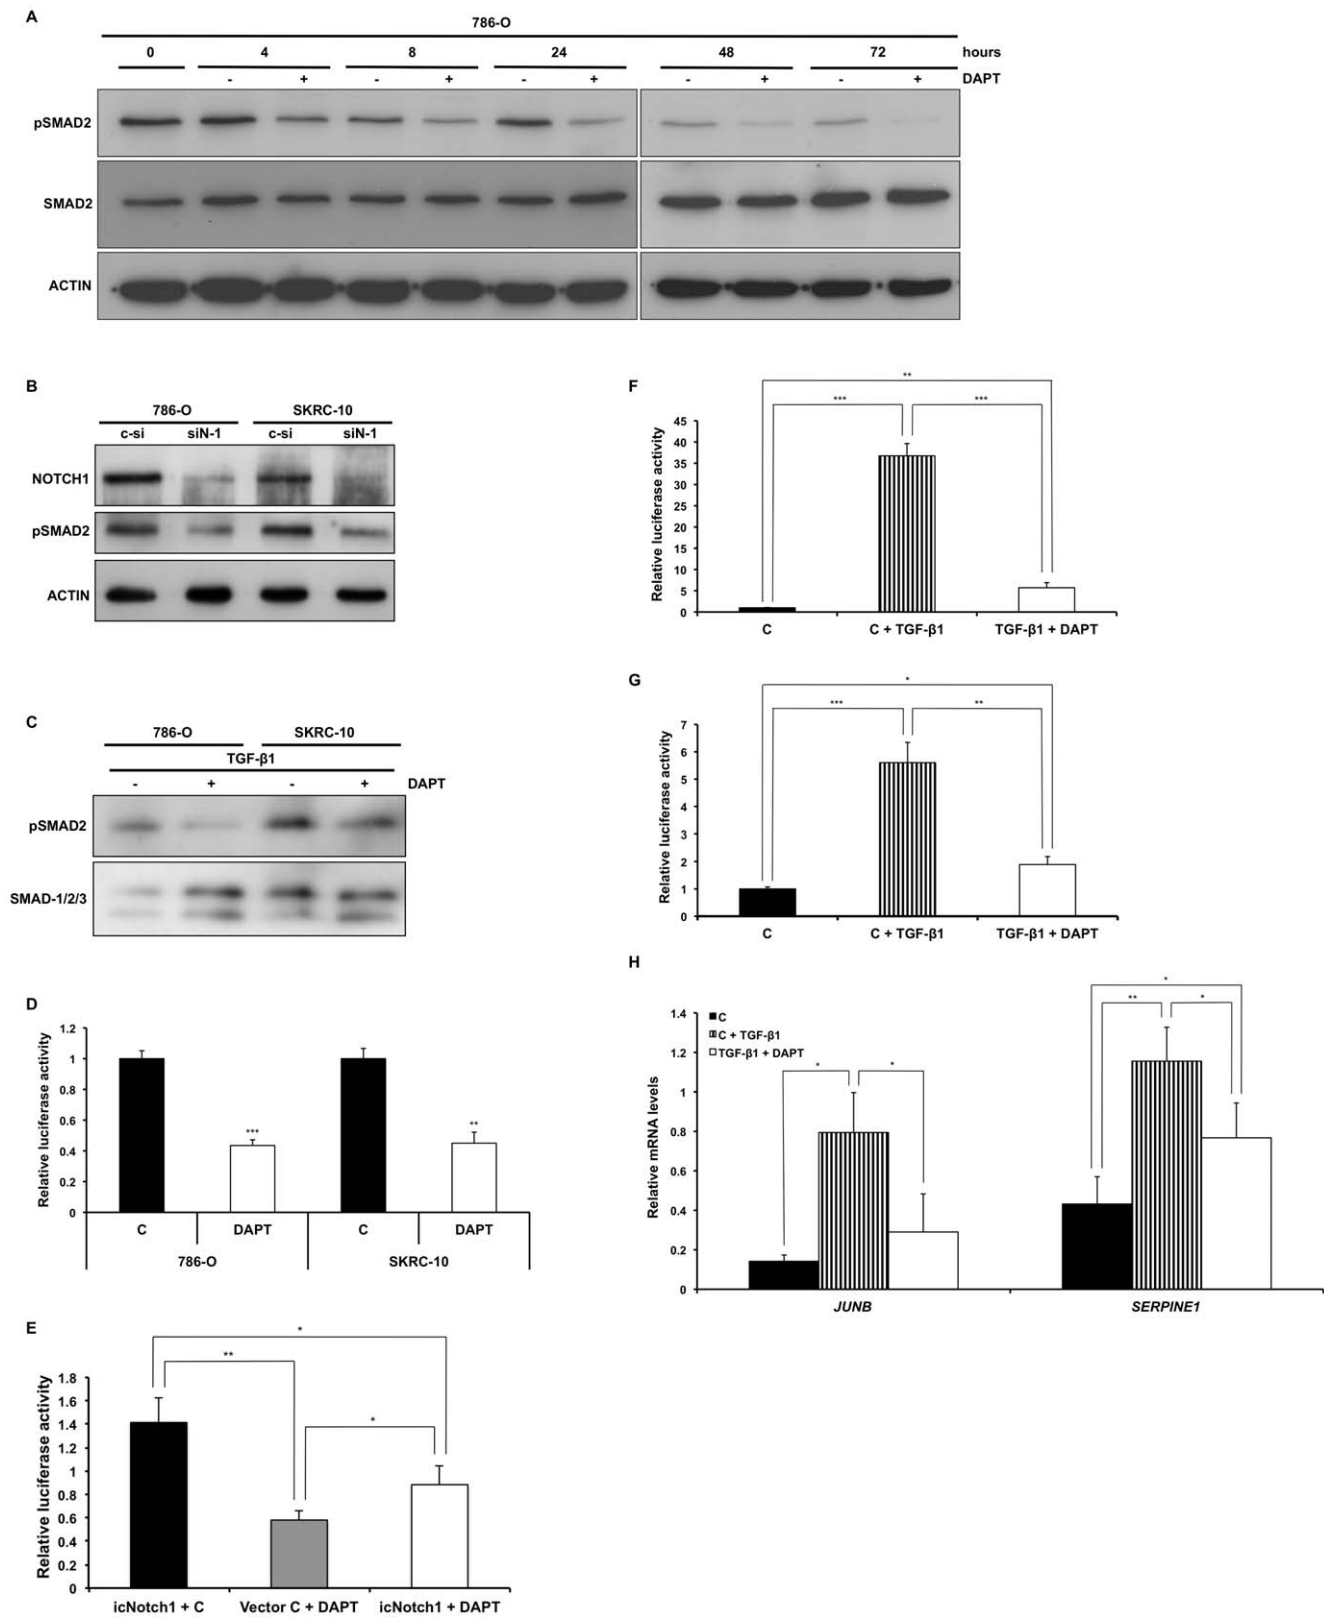 A
786-O
0 4 8 24 48 72 hours
- + - + - + - + - + DAPT
pSMAD2
SMAD2
ACTIN
B
786-O SKRC-10
c-si siN-1 c-si siN-1
NOTCH1
pSMAD2
ACTIN
C
786-O SKRC-10
TGF-β1
- + - + DAPT
pSMAD2
SMAD-1/2/3
D
Relative luciferase activity
1.2
1
0.8
0.6
0.4
0.2
0
*** **
C DAPT C DAPT
786-O SKRC-10
E
*
**
*
Relative luciferase activity
1.8
1.6
1.4
1.2
1
0.8
0.6
0.4
0.2
0
icNotch1 + C Vector C + DAPT icNotch1 + DAPT
F
**
*** ***
Relative luciferase activity
45
40
35
30
25
20
15
10
5
0
C C + TGF-β1 TGF-β1 + DAPT
G
*
*** **
Relative luciferase activity
7
6
5
4
3
2
1
0
C C + TGF-β1 TGF-β1 + DAPT
H
*
** *
* *
Relative mRNA levels
1.4
1.2
1
0.8
0.6
0.4
0.2
0
C
C + TGF-β1
TGF-β1 + DAPT
JUNB SERPINE1